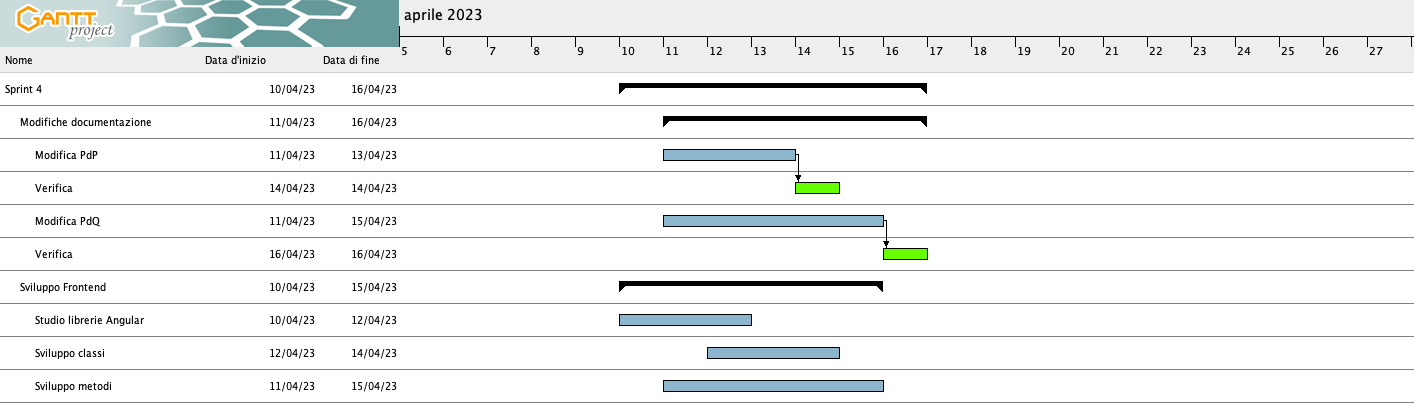 GANTT
project
aprile 2023
5 6 7 8 9 10 11 12 13 14 15 16 17 18 19 20 21 22 23 24 25 26 27
Nome Data d'inizio Data di fine
Sprint 4 10/04/23 16/04/23
Modifiche documentazione 11/04/23 16/04/23
Modifica PdP 11/04/23 13/04/23
Verifica 14/04/23 14/04/23
Modifica PdQ 11/04/23 15/04/23
Verifica 16/04/23 16/04/23
Sviluppo Frontend 10/04/23 15/04/23
Studio librerie Angular 10/04/23 12/04/23
Sviluppo classi 12/04/23 14/04/23
Sviluppo metodi 11/04/23 15/04/23